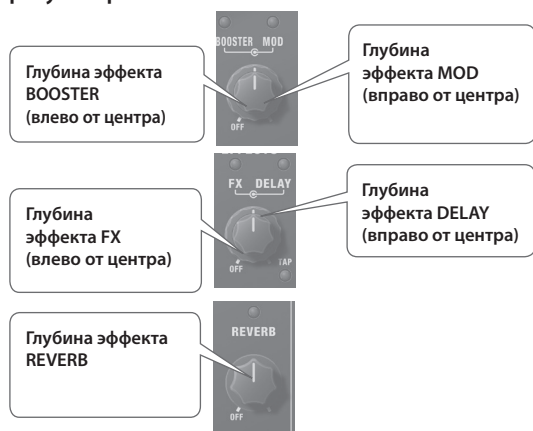 Глубина эффекта
BOOSTER
(влево от центра)
BOOSTER MOD
OFF
Глубина
эффекта MOD
(вправо от центра)
Глубина
эффекта FX
(влево от центра)
FX DELAY
OFF
TAP
Глубина
эффекта DELAY
(вправо от центра)
Глубина эффекта
REVERB
REVERB
OFF